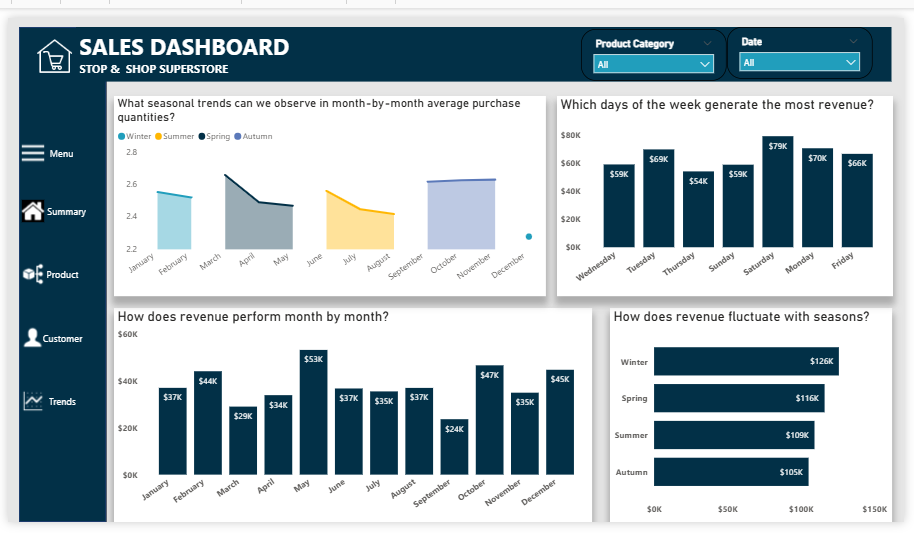 SALES DASHBOARD
STOP & SHOP SUPERSTORE
Product Category
All
Date
All
Menu
Summary
Product
Customer
Trends
What seasonal trends can we observe in month-by-month average purchase
quantities?
Winter Summer Spring Autumn
2.8
2.6
2.4
2.2
January February March April May June July August September October November December
Which days of the week generate the most revenue?
$80K
$60K
$40K
$20K
$0K
$59K $69K $54K $59K $79K $70K $66K
Wednesday Tuesday Thursday Sunday Saturday Monday Friday
How does revenue perform month by month?
$60K
$40K
$20K
$0K
$37K $44K $29K $34K $53K $37K $35K $37K $24K $47K $35K $45K
January February March April May June July August September October November December
How does revenue fluctuate with seasons?
Winter $126K
Spring $116K
Summer $109K
Autumn $105K
$0K $50K $100K $150K